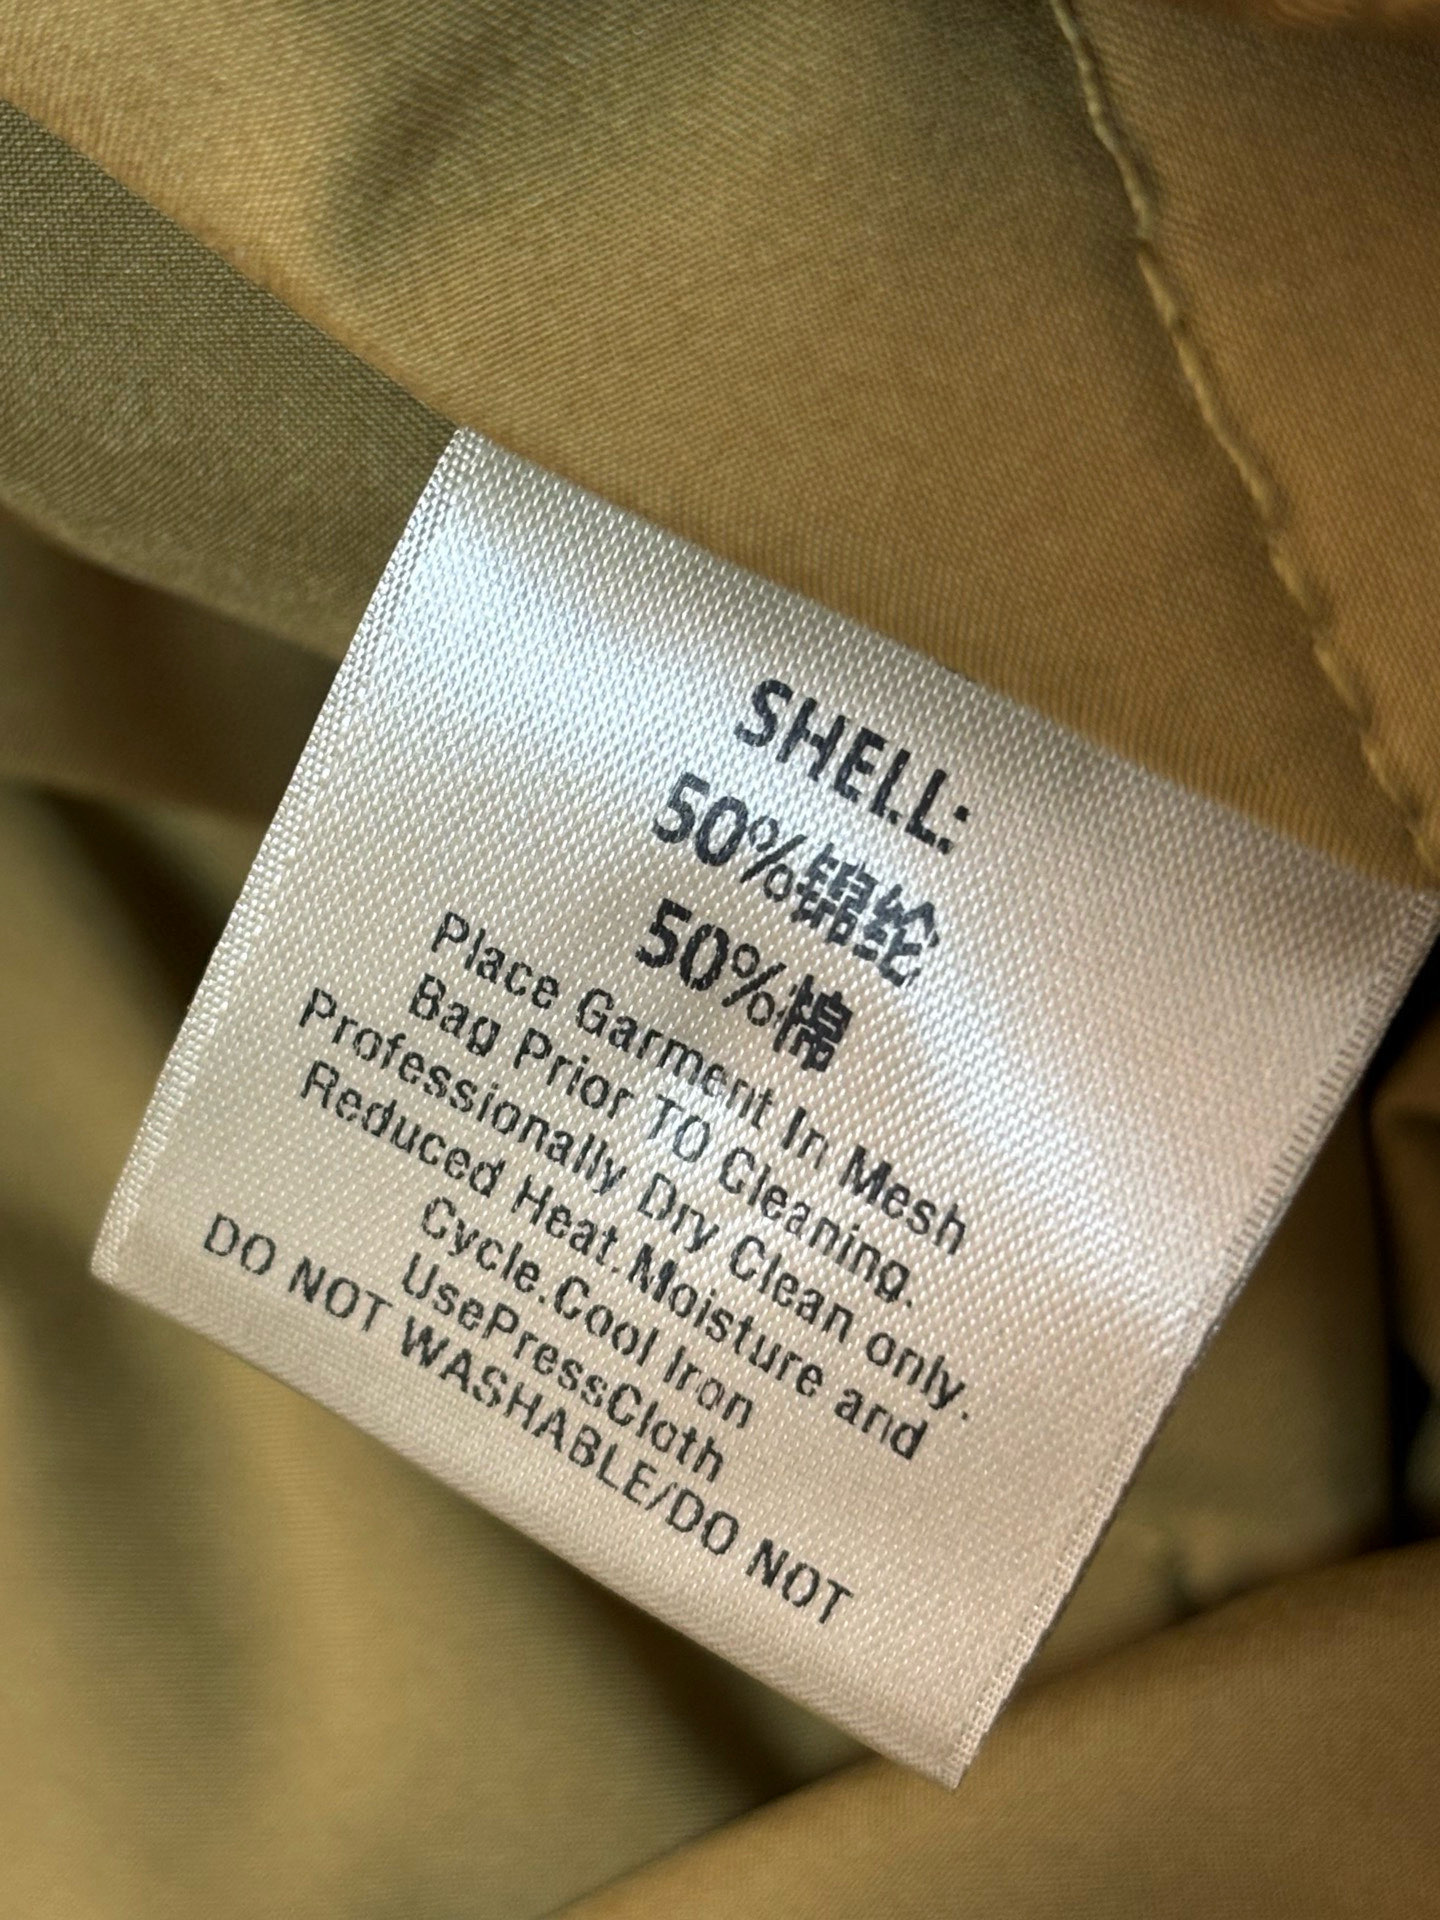 SHELL:
50%锦纶
50%棉
Place Garment In Mesh
Bag Prior TO Cleaning.
Professionally Dry Clean only.
Reduced Heat.Moisture and
Cycle.Cool Iron
UsePressCloth
DO NOT WASHABLE/DO NOT